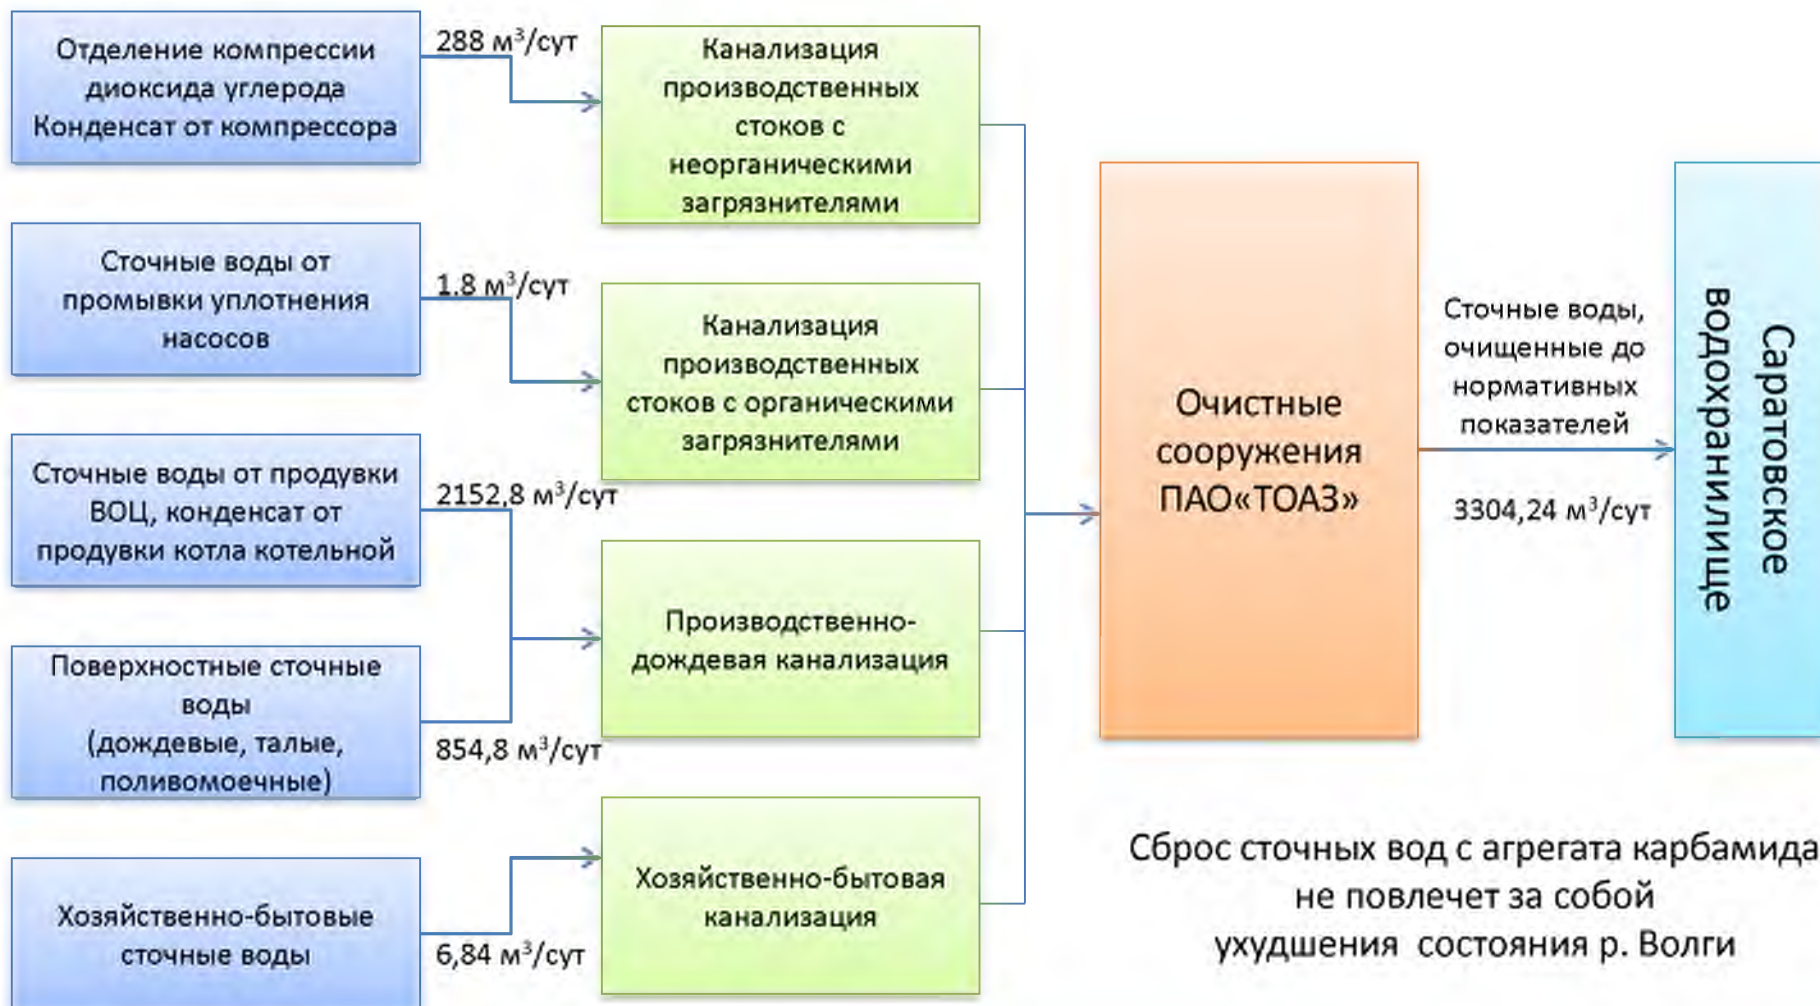 Отделение компрессии
диоксида углерода
Конденсат от компрессора
288 м³/сут
Канализация
производственных
стоков с
неорганическими
загрязнителями
Сточные воды от
промывки уплотнения
насосов
1.8 м³/сут
Канализация
производственных
стоков с органическими
загрязнителями
Сточные воды от продувки
ВОЦ, конденсат от
продувки котла котельной
2152,8 м³/сут
Поверхностные сточные
воды
(дождевые, талые,
поливомоечные)
854,8 м³/сут
Производственно-
дождевая канализация
Хозяйственно-бытовые
сточные воды
6,84 м³/сут
Хозяйственно-бытовая
канализация
Очистные
сооружения
ПАО«ТОАЗ»
Сточные воды,
очищенные до
нормативных
показателей
3304,24 м³/сут
Саратовское
водохранилище
Сброс сточных вод с агрегата карбамида
не повлечет за собой
ухудшения состояния р. Волги